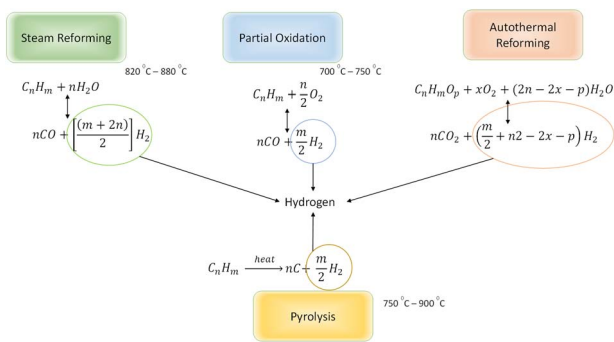 Steam Reforming
Partial Oxidation
Autothermal
Reforming
820 °C – 880 °C
700 °C – 750 °C
CₙHₘ + nH₂O
CₙHₘ + n/2 O₂
CₙHₘOₚ + xO₂ + (2n − 2x − p)H₂O
nCO + [(m + 2n)/2] H₂
nCO + m/2 H₂
nCO₂ + (m/2 + n2 − 2x − p) H₂
Hydrogen
CₙHₘ heat⟶ nC + m/2 H₂
Pyrolysis
750 °C – 900 °C